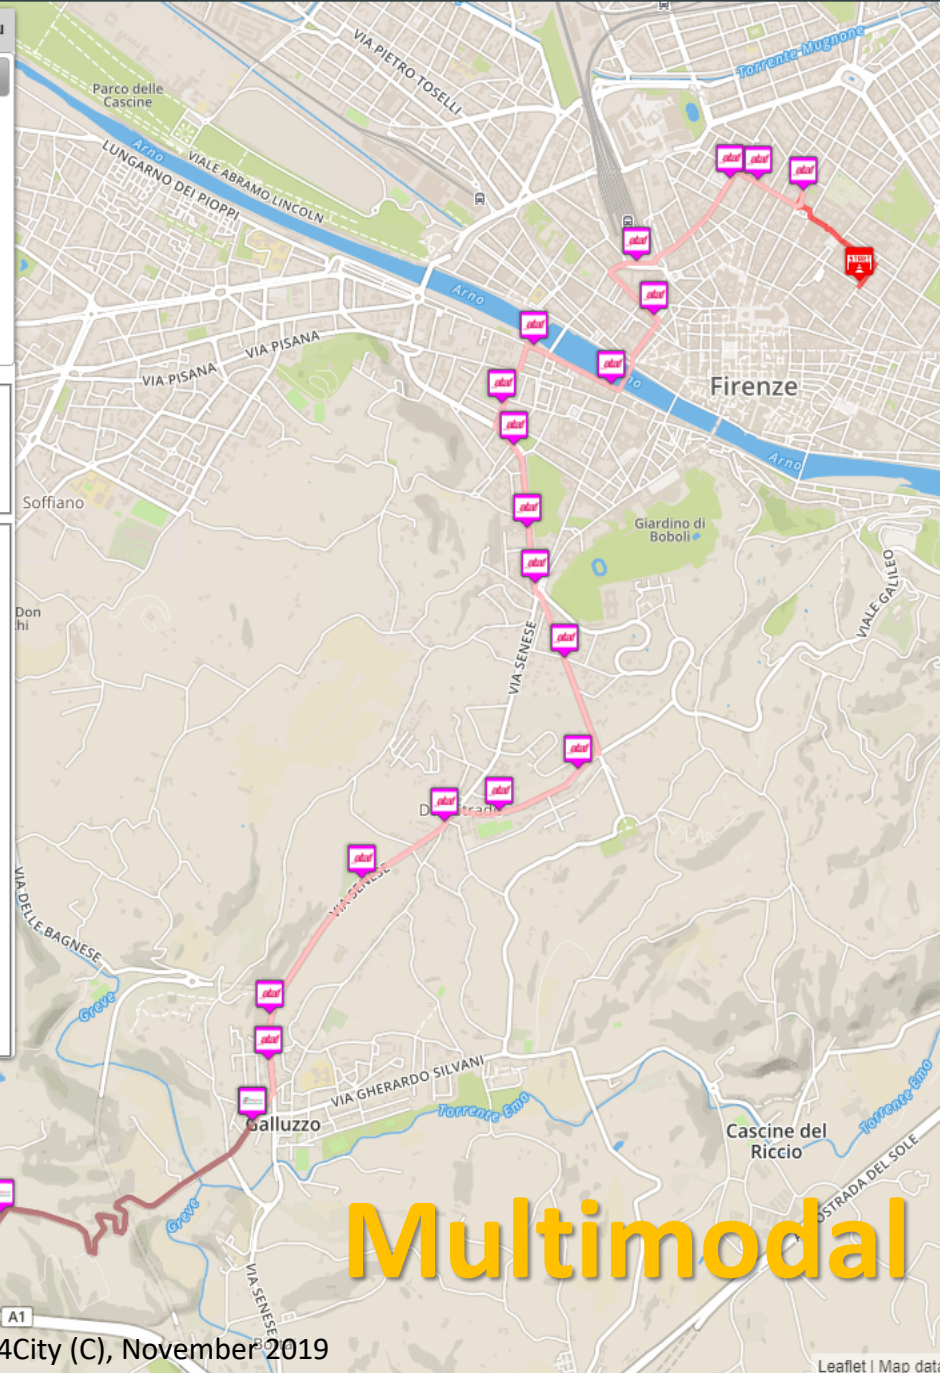 VIA PIETRO TOSELLI
Torrente Mugnone
Parco delle
Cascine
Arno
VIALE ABRAMO LINCOLN
LUNGARNO DEI PIOPPI
START
Arno
VIA PISANA
VIA PISANA
Firenze
Arno
Soffiano
Giardino di
Boboli
VIALE GALILEO
Don
VIA SENESE
VIA SENESE
VIA DELLE BAGNESE
Greve
VIA GHERARDO SILVANI
Torrente Ema
Galluzzo
Cascine del
Riccio
Torrente Ema
Greve
OSTRADA DEL SOLE
Multimodal
VIA SENESE
A1
4City (C), November 2019
Leaflet | Map data